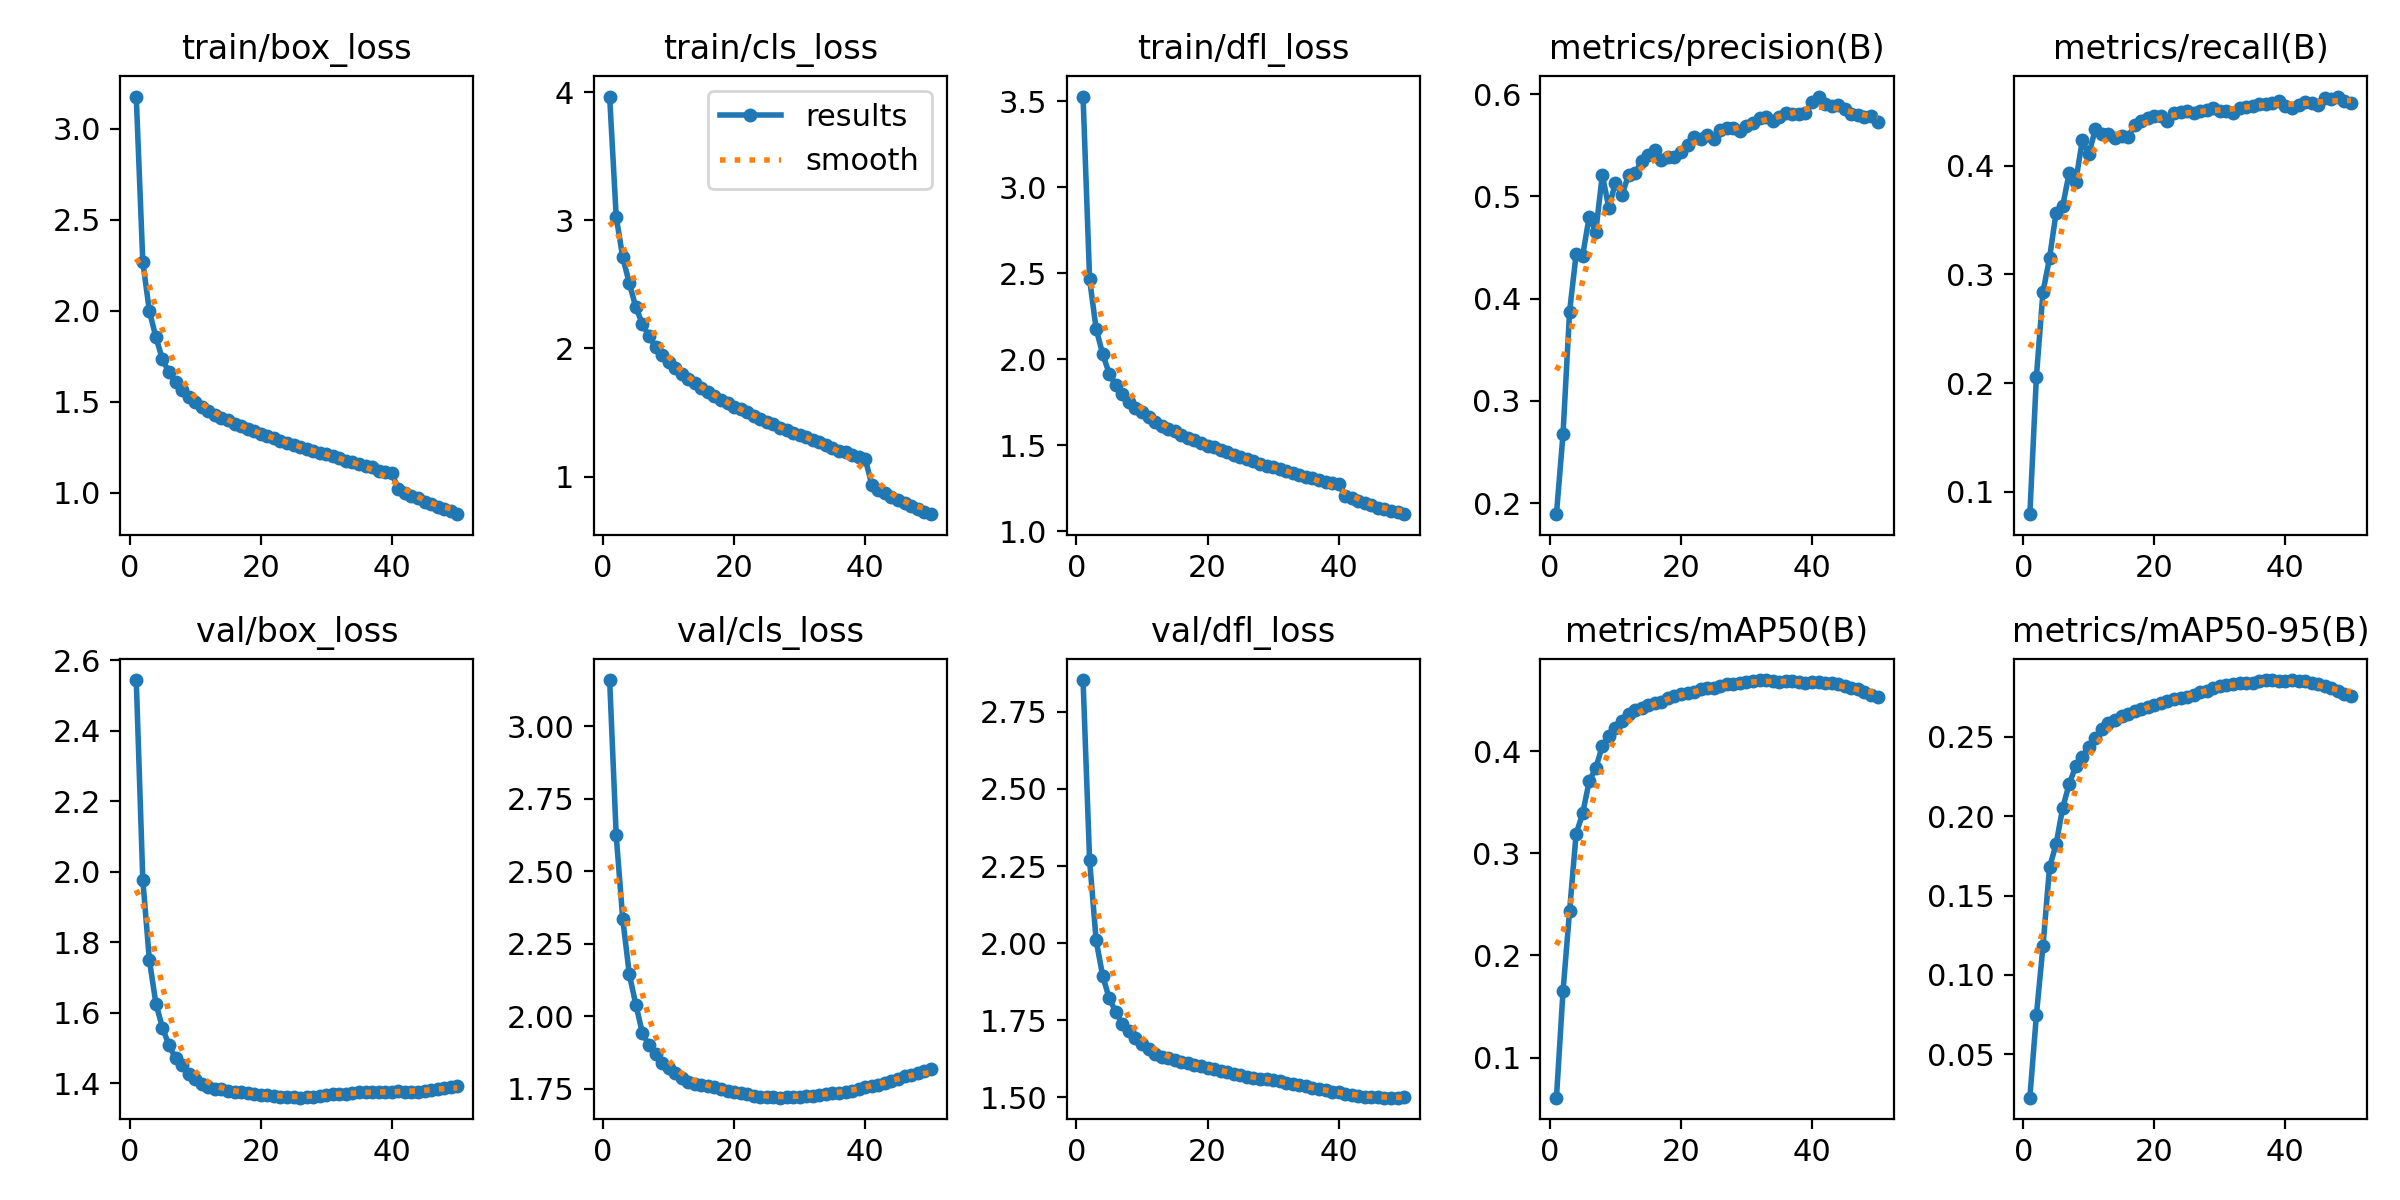 train/box_loss
train/cls_loss
train/dfl_loss
metrics/precision(B)
metrics/recall(B)
3.0
2.5
2.0
1.5
1.0
0 20 40
4
3
2
1
0 20 40
results
smooth
3.5
3.0
2.5
2.0
1.5
1.0
0 20 40
0.6
0.5
0.4
0.3
0.2
0 20 40
0.4
0.3
0.2
0.1
0 20 40
val/box_loss
val/cls_loss
val/dfl_loss
metrics/mAP50(B)
metrics/mAP50-95(B)
2.6
2.4
2.2
2.0
1.8
1.6
1.4
0 20 40
3.00
2.75
2.50
2.25
2.00
1.75
0 20 40
2.75
2.50
2.25
2.00
1.75
1.50
0 20 40
0.4
0.3
0.2
0.1
0 20 40
0.25
0.20
0.15
0.10
0.05
0 20 40